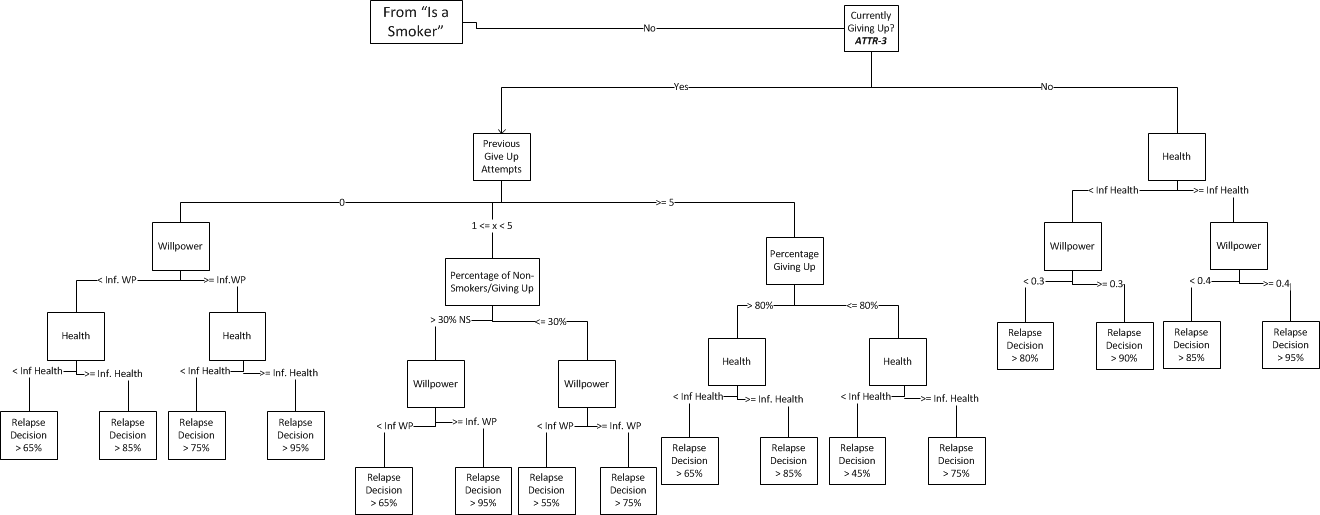 From “Is a
Smoker”
No
Currently
Giving Up?
ATTR-3
Yes
No
Previous
Give Up
Attempts
Health
< Inf Health
>= Inf Health
0
1 <= x < 5
>= 5
Willpower
Percentage of Non-
Smokers/Giving Up
Percentage
Giving Up
Willpower
Willpower
< Inf. WP
>= Inf.WP
> 30% NS
<= 30%
> 80%
<= 80%
< 0.3
>= 0.3
< 0.4
>= 0.4
Health
Health
Willpower
Willpower
Health
Health
Relapse
Decision
> 80%
Relapse
Decision
> 90%
Relapse
Decision
> 85%
Relapse
Decision
> 95%
< Inf Health
>= Inf. Health
< Inf Health
>= Inf. Health
< Inf WP
>= Inf. WP
< Inf WP
>= Inf. WP
< Inf Health
>= Inf. Health
< Inf Health
>= Inf. Health
Relapse
Decision
> 65%
Relapse
Decision
> 85%
Relapse
Decision
> 75%
Relapse
Decision
> 95%
Relapse
Decision
> 65%
Relapse
Decision
> 95%
Relapse
Decision
> 55%
Relapse
Decision
> 75%
Relapse
Decision
> 65%
Relapse
Decision
> 85%
Relapse
Decision
> 45%
Relapse
Decision
> 75%